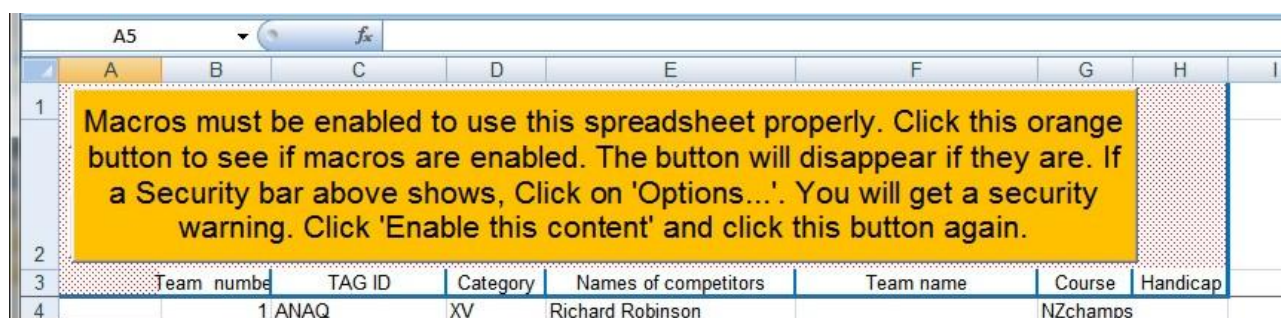 A5 fx
A B C D E F G H I
1
Macros must be enabled to use this spreadsheet properly. Click this orange
button to see if macros are enabled. The button will disappear if they are. If
a Security bar above shows, Click on 'Options...'. You will get a security
warning. Click 'Enable this content' and click this button again.
2
3 Team numbe TAG ID Category Names of competitors Team name Course Handicap
4 1 ANAQ XV Richard Robinson NZchamps